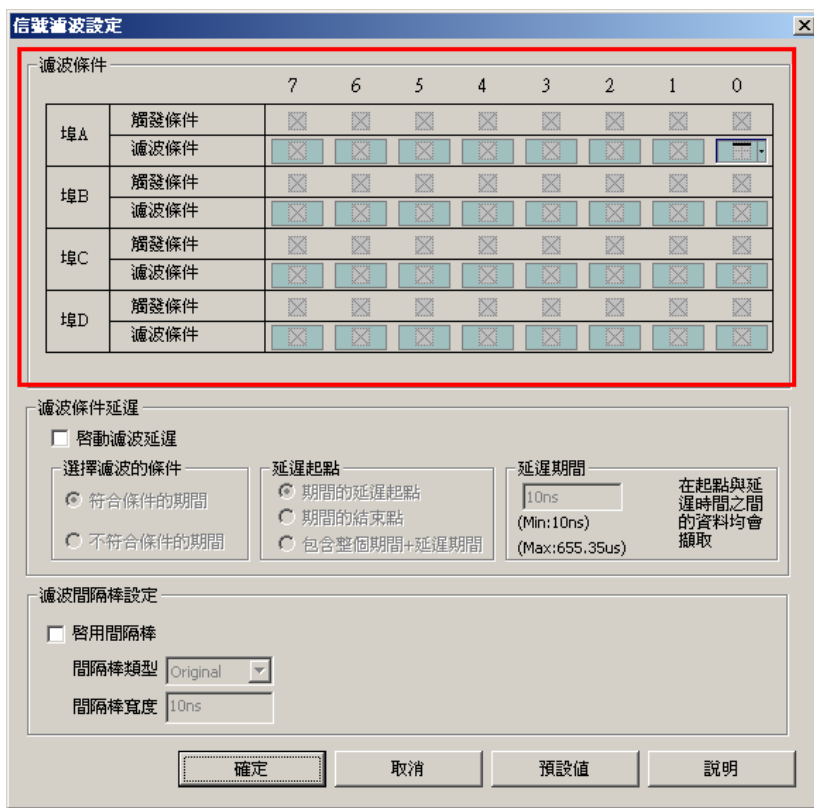 信號濾波設定
濾波條件
7 6 5 4 3 2 1 0
埠A
觸發條件
濾波條件
埠B
觸發條件
濾波條件
埠C
觸發條件
濾波條件
埠D
觸發條件
濾波條件
濾波條件延遲
啓動濾波延遲
選擇濾波的條件
符合條件的期間
不符合條件的期間
延遲起點
期間的延遲起點
期間的結束點
包含整個期間+延遲期間
延遲期間
10ns
(Min:10ns)
(Max:655.35us)
在起點與延
遲時間之間
的資料均會
擷取
濾波間隔棒設定
啓用間隔棒
間隔棒類型 Original
間隔棒寬度 10ns
確定 取消 預設值 說明